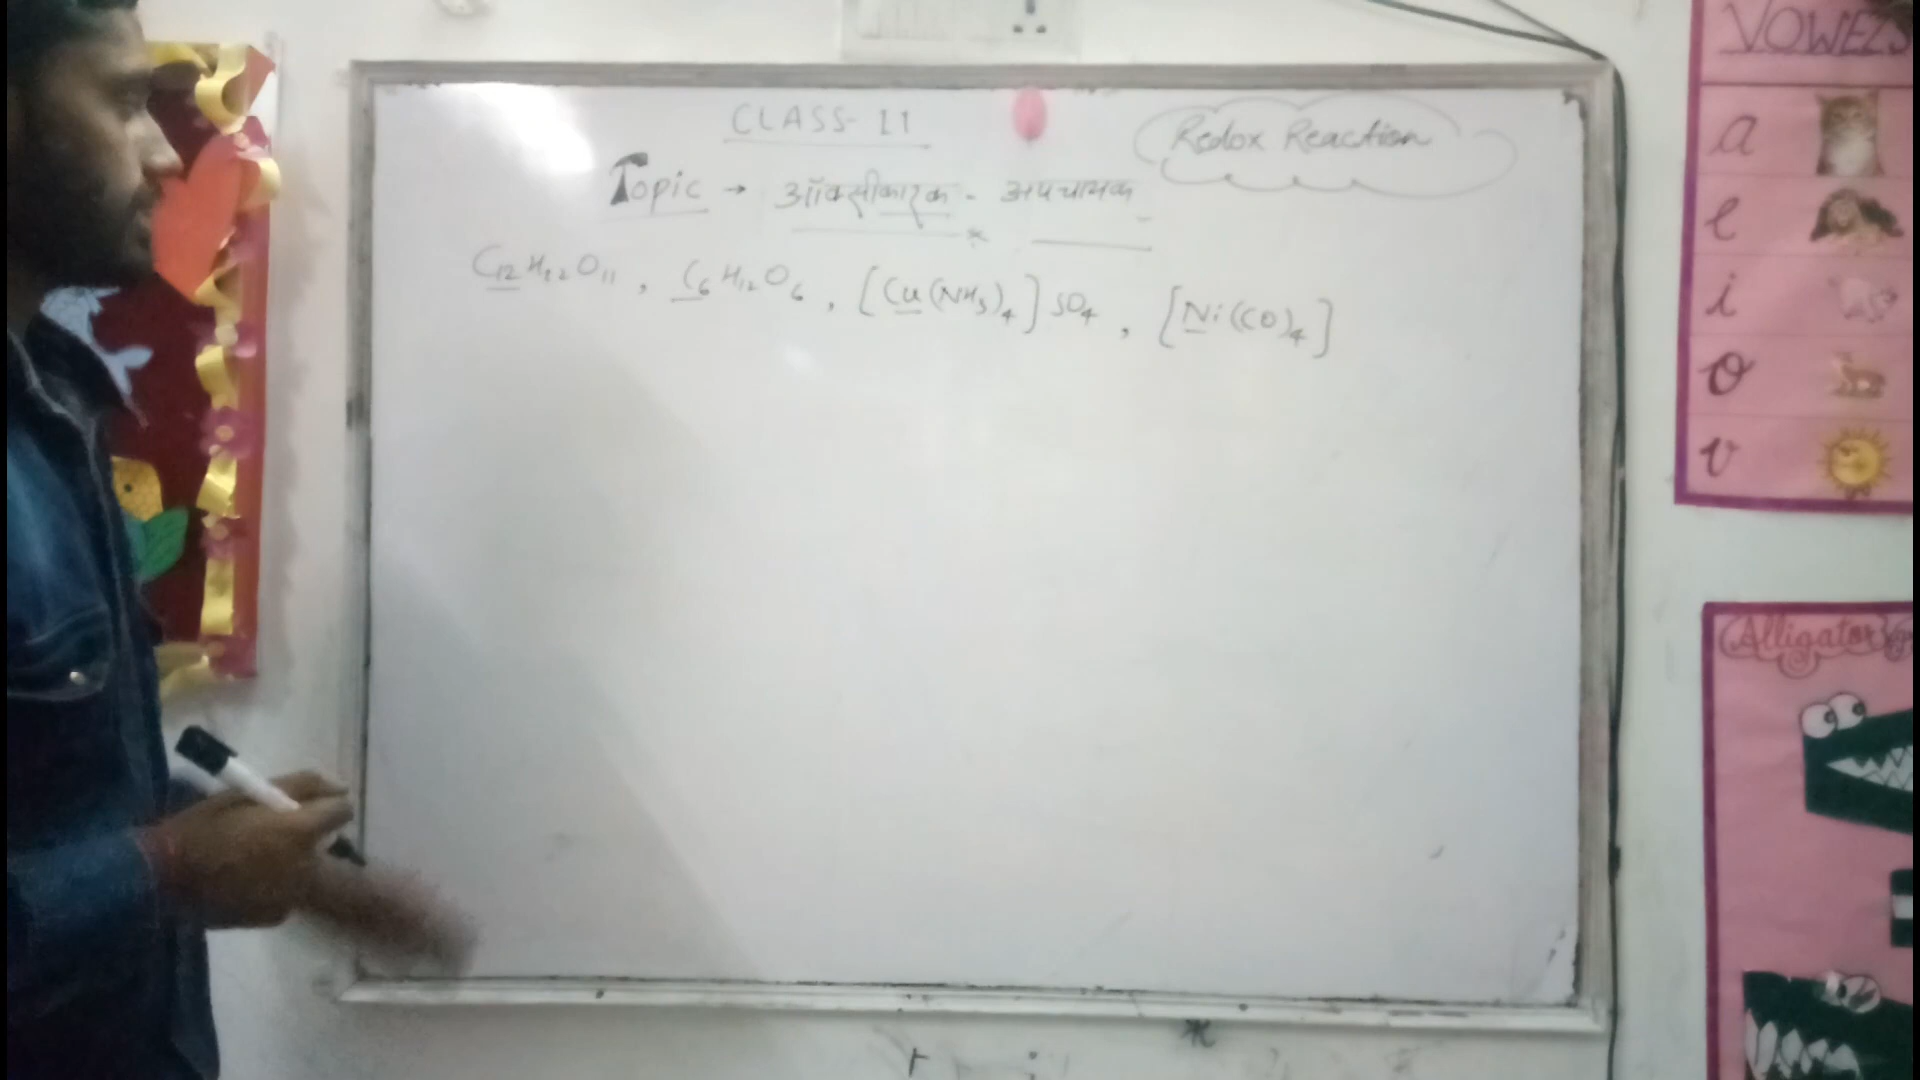 CLASS-11
Redox Reaction
Topic → ऑक्सीकारक - अपचायक
C₁₂H₂₂O₁₁, C₆H₁₂O₆, [Cu(NH₃)₄]SO₄, [Ni(CO)₄]
VOWELS
a
e
i
o
u
Alligator